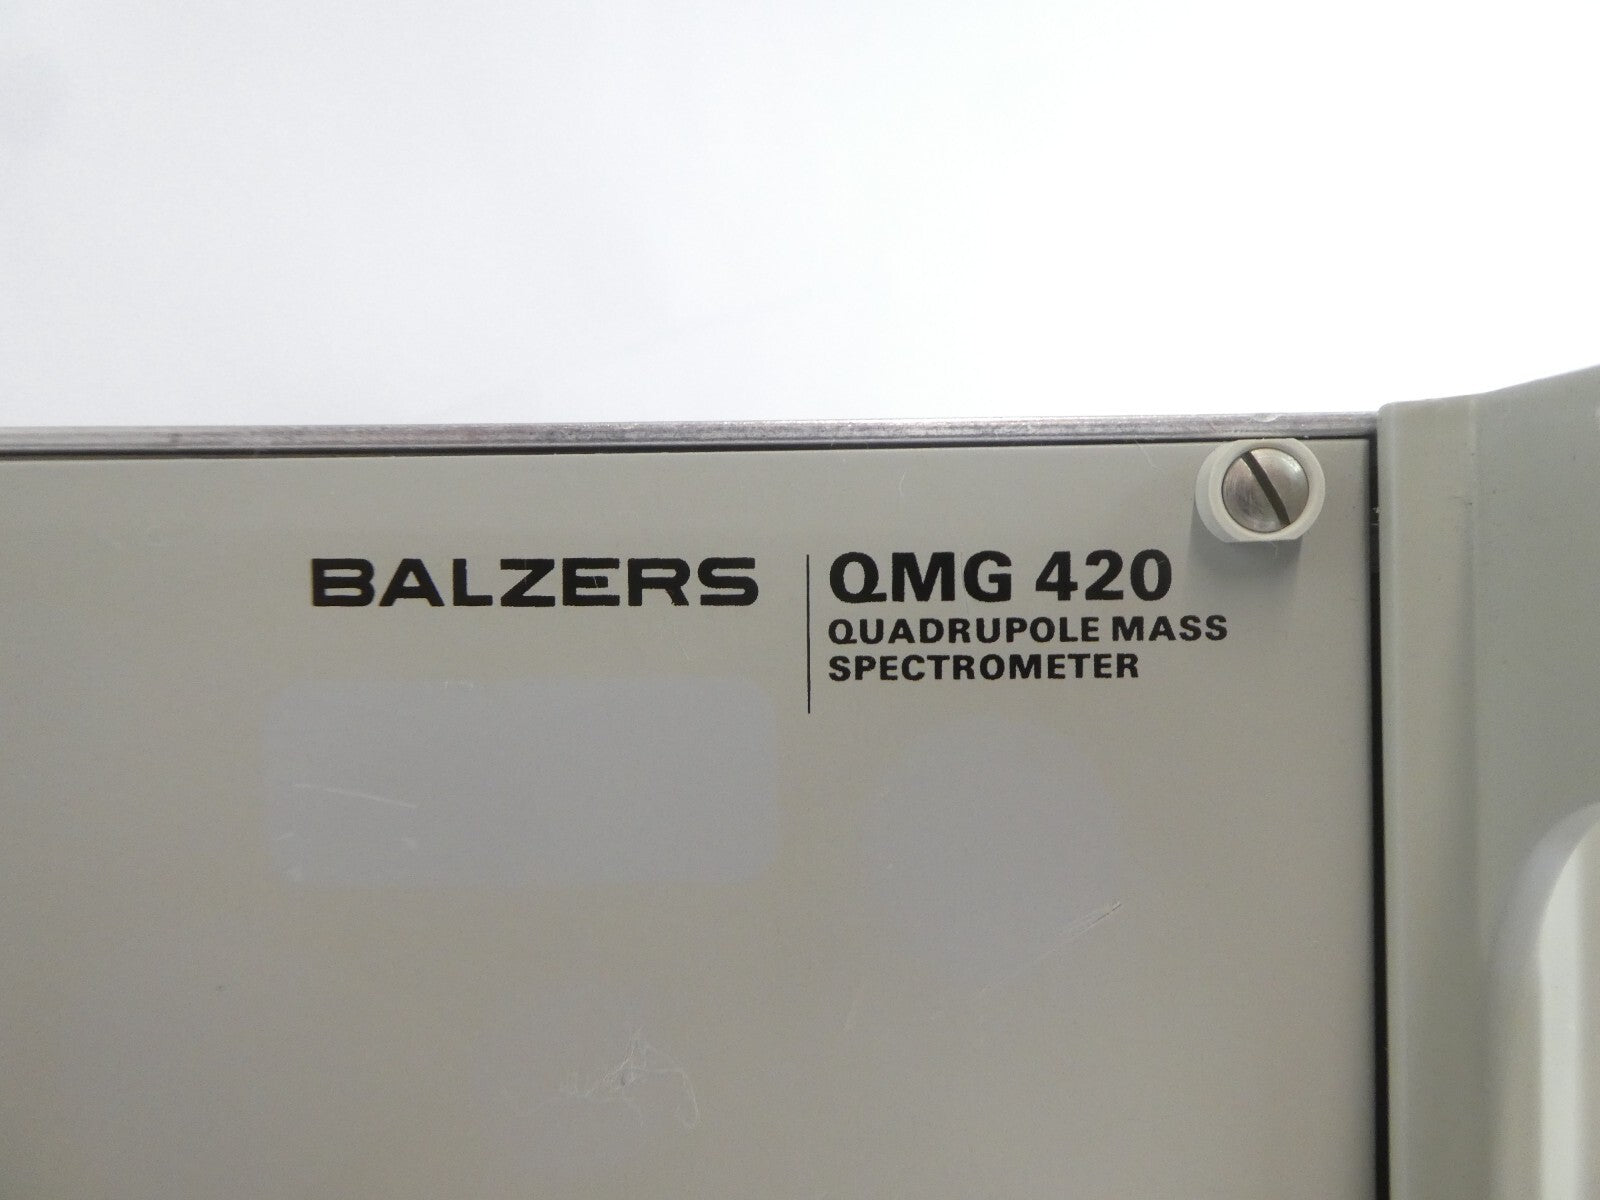 BALZERS
QMG 420
QUADRUPOLE MASS
SPECTROMETER